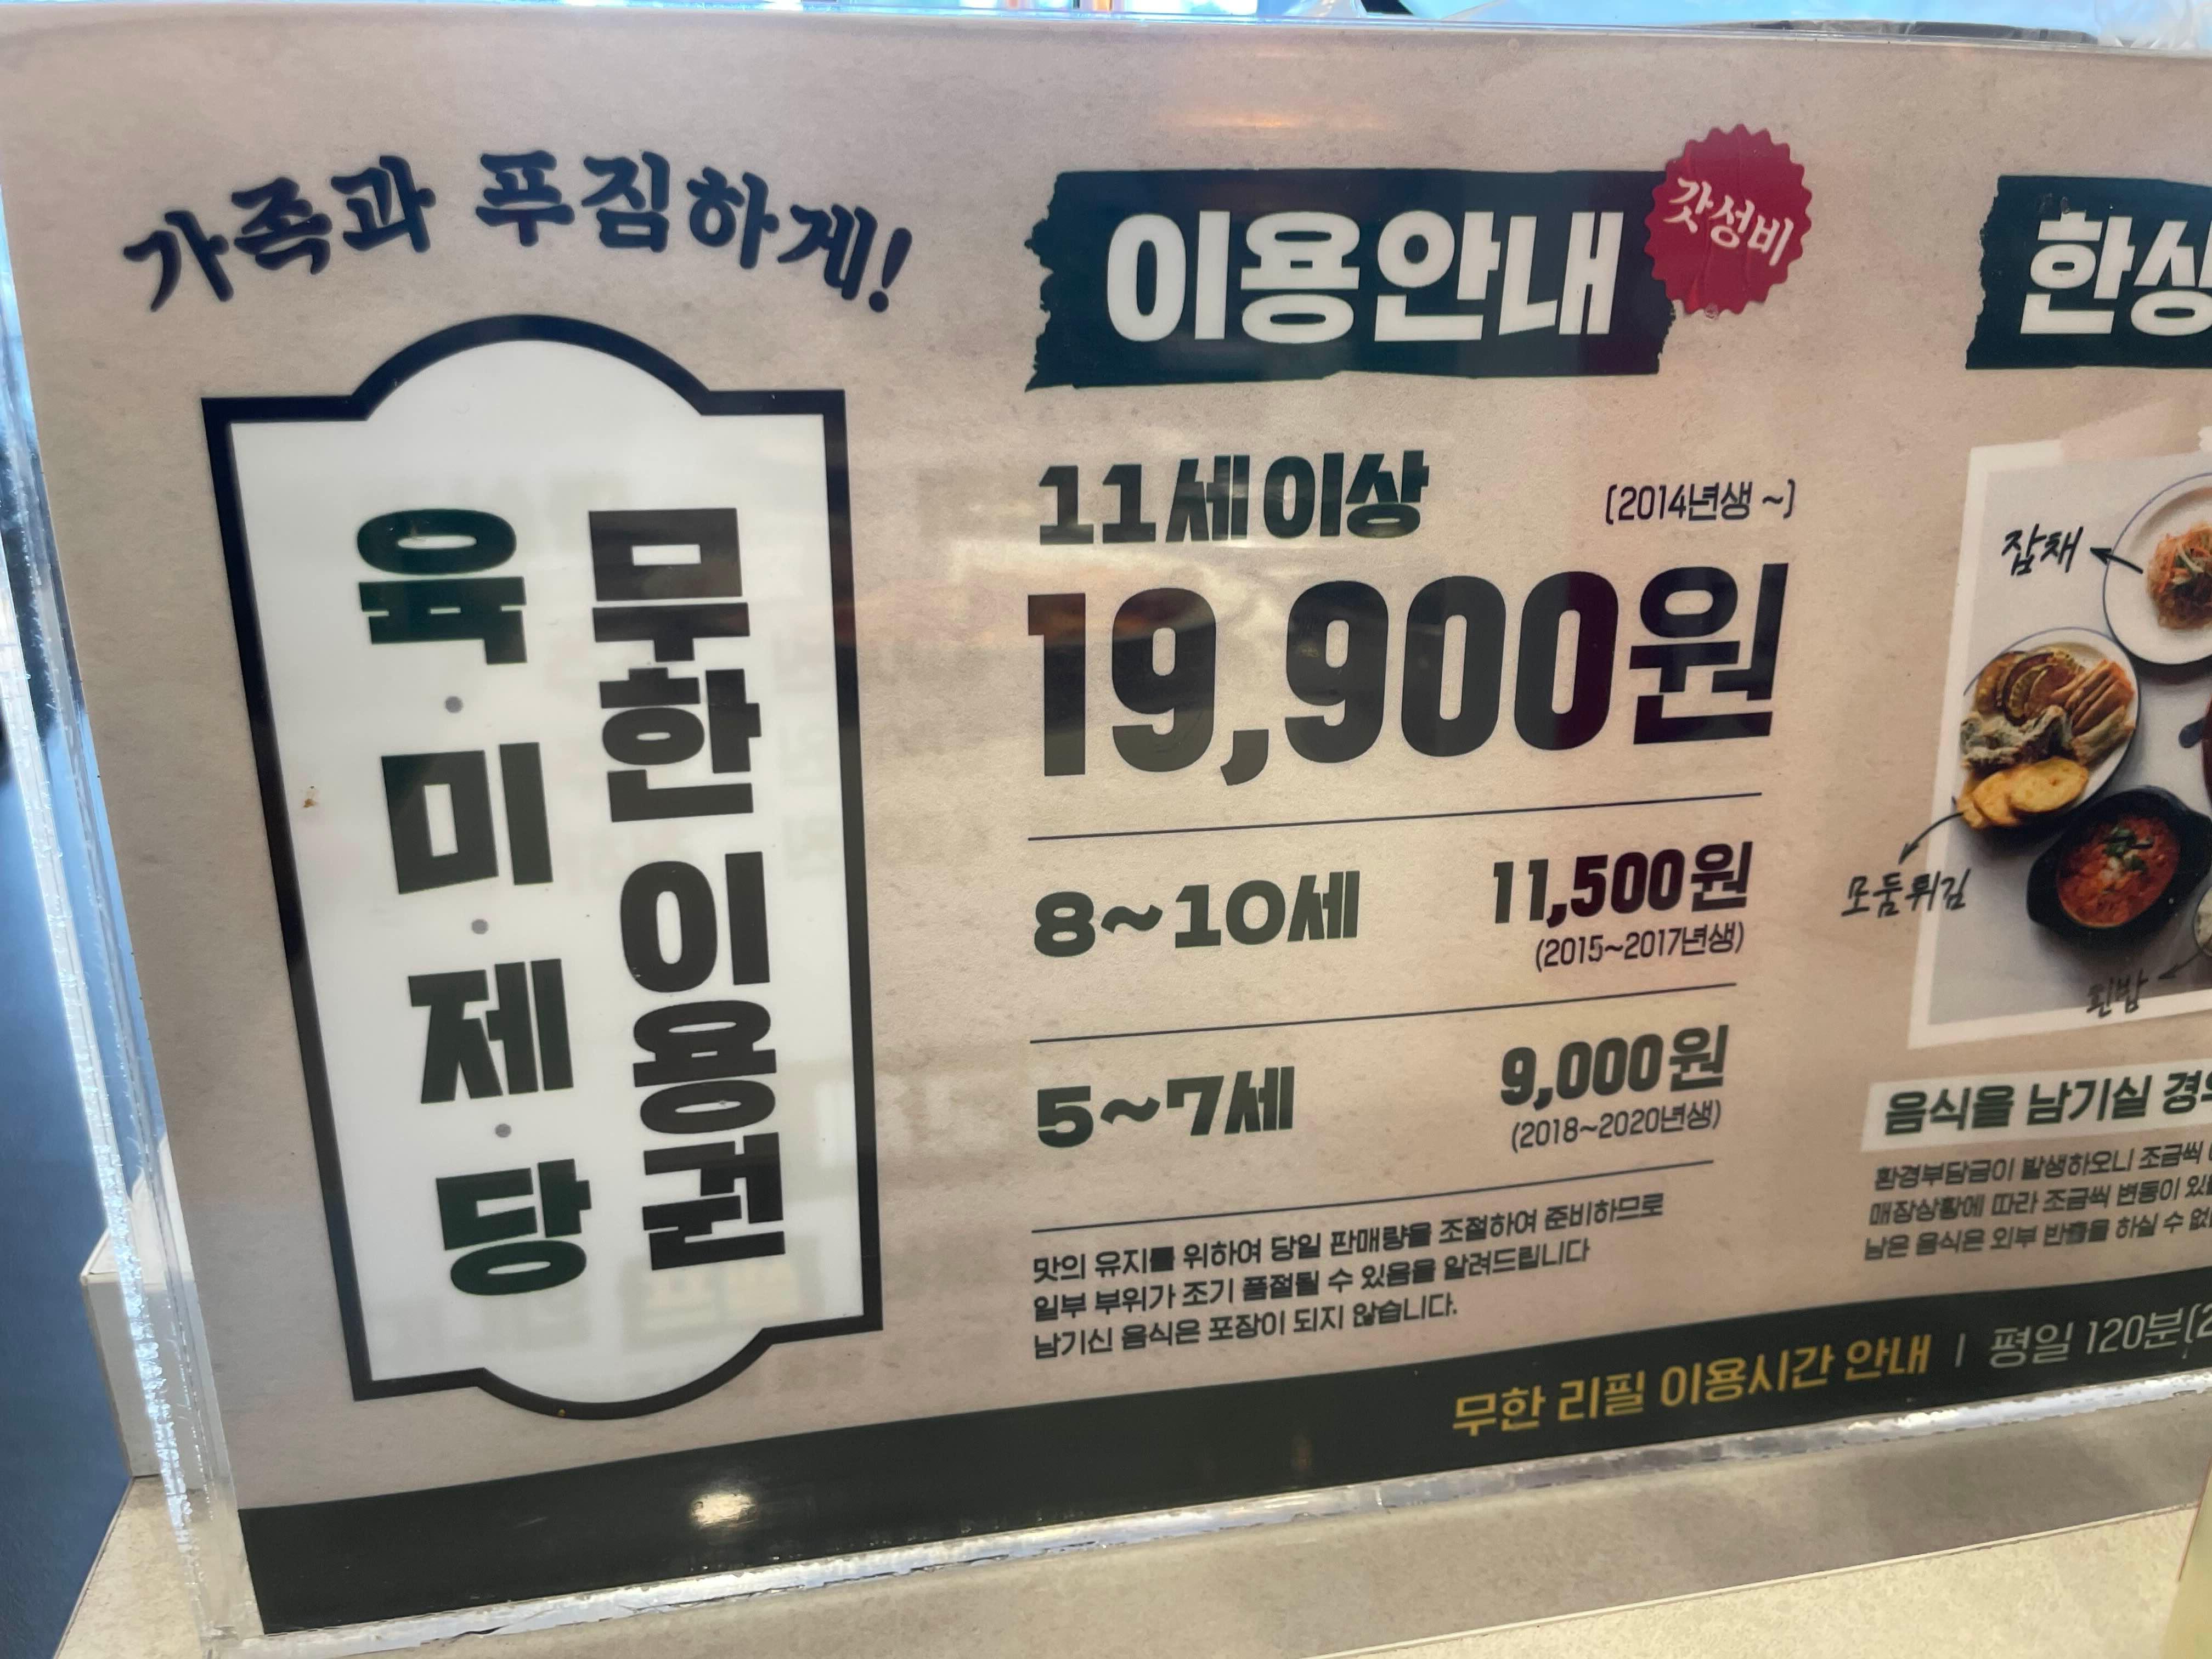 가족과 푸짐하게!
무한 이용권
육·미·제·당
이용안내
갓성비
11세 이상
(2014년생 ~)
19,900원
8~10세
11,500원
(2015~2017년생)
5~7세
9,000원
(2018~2020년생)
맛의 유지를 위하여 당일 판매량을 조절하여 준비하므로
일부 부위가 조기 품절될 수 있음을 알려드립니다
남기신 음식은 포장이 되지 않습니다.
한상
잡채
모둠튀김
흰밥
음식을 남기실
환경부담금이 발생하오니 조금씩
매장상황에 따라 조금씩 변동이
남은 음식은 외부 반출을 하실 수
무한 리필 이용시간 안내 | 평일 120분